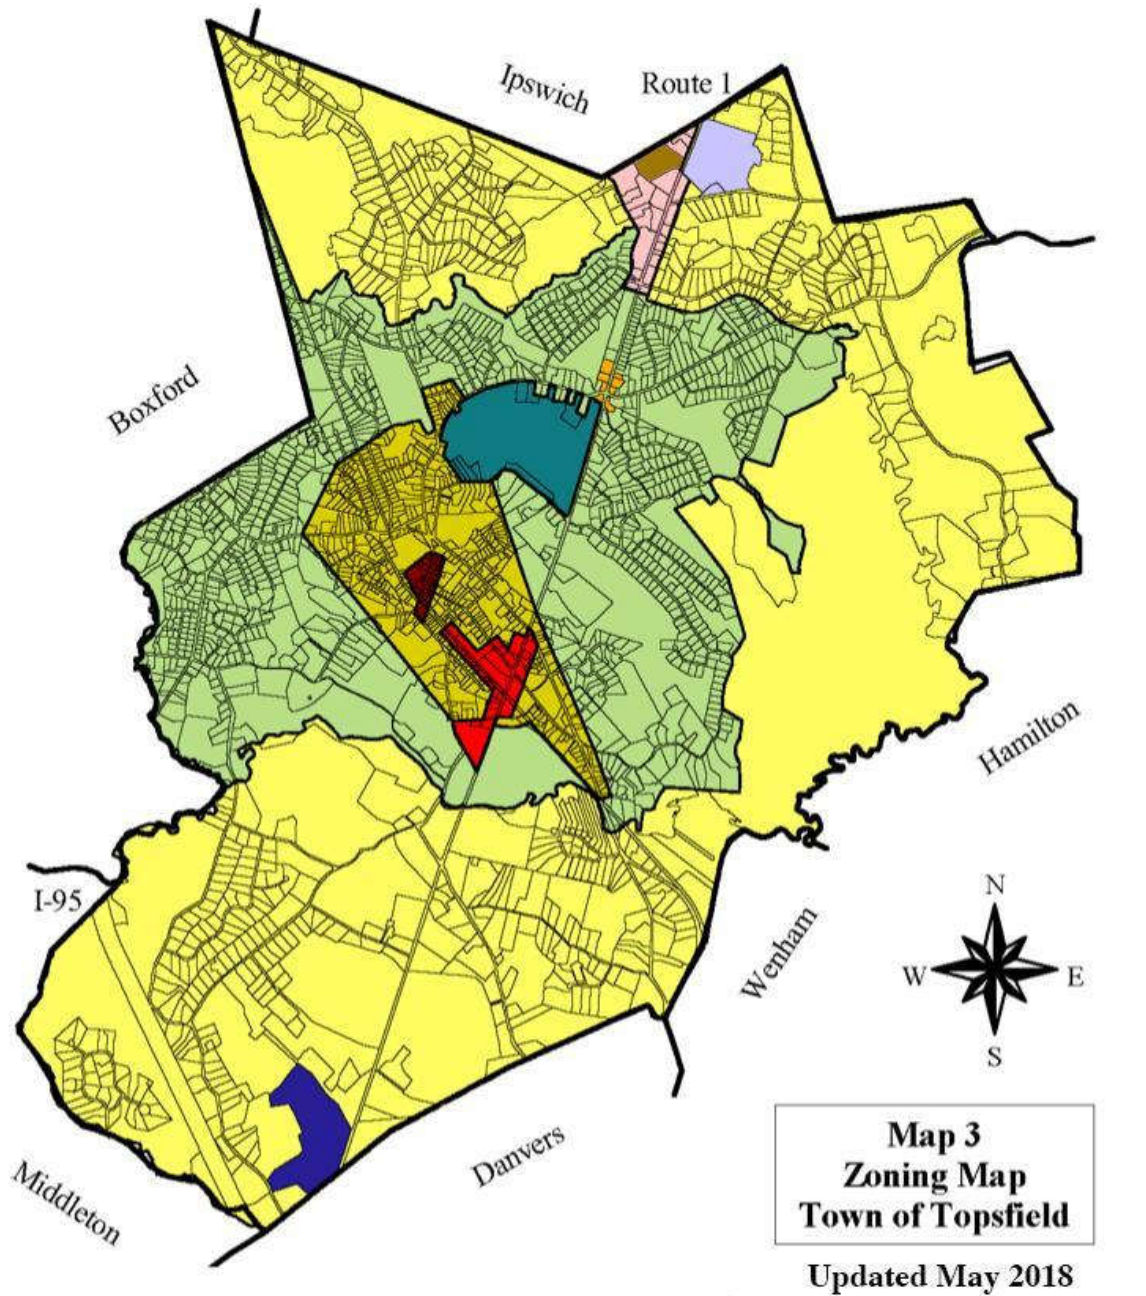 Ipswich
Route 1
Boxford
Hamilton
I-95
Wenham
N
W
E
S
Danvers
Middleton
Map 3
Zoning Map
Town of Topsfield
Updated May 2018